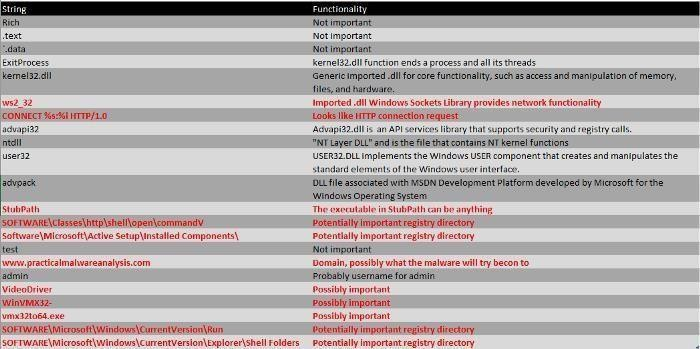 String Functionality
Rich Not important
.text Not important
`.data Not important
ExitProcess kernel32.dll function ends a process and all its threads
kernel32.dll Generic imported .dll for core functionality, such as access and manipulation of memory,
files, and hardware.
ws2_32 Imported .dll Windows Sockets Library provides network functionality
CONNECT %s:%i HTTP/1.0 Looks like HTTP connection request
advapi32 Advapi32.dll is an API services library that supports security and registry calls.
ntdll "NT Layer DLL" and is the file that contains NT kernel functions
user32 USER32.DLL implements the Windows USER component that creates and manipulates the
standard elements of the Windows user interface.
advpack DLL file associated with MSDN Development Platform developed by Microsoft for the
Windows Operating System
StubPath The executable in StubPath can be anything
SOFTWARE\Classes\http\shell\open\commandV Potentially important registry directory
Software\Microsoft\Active Setup\Installed Components\ Potentially important registry directory
test Not important
www.practicalmalwareanalysis.com Domain, possibly what the malware will try becon to
admin Probably username for admin
VideoDriver Possibly important
WinVMX32- Possibly important
vmx32to64.exe Possibly important
SOFTWARE\Microsoft\Windows\CurrentVersion\Run Potentially important registry directory
SOFTWARE\Microsoft\Windows\CurrentVersion\Explorer\Shell Folders Potentially important registry directory